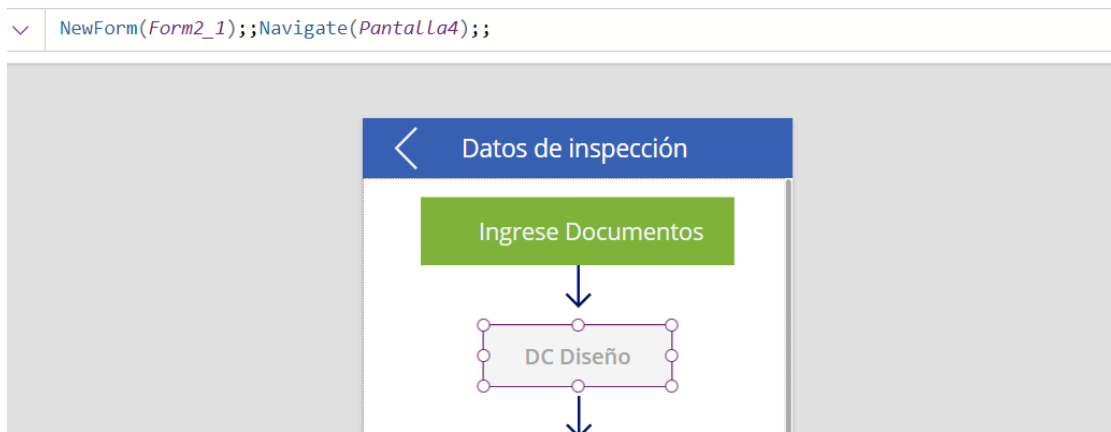 NewForm(Form2_1);;Navigate(Pantalla4);;
Datos de inspección
Ingrese Documentos
DC Diseño